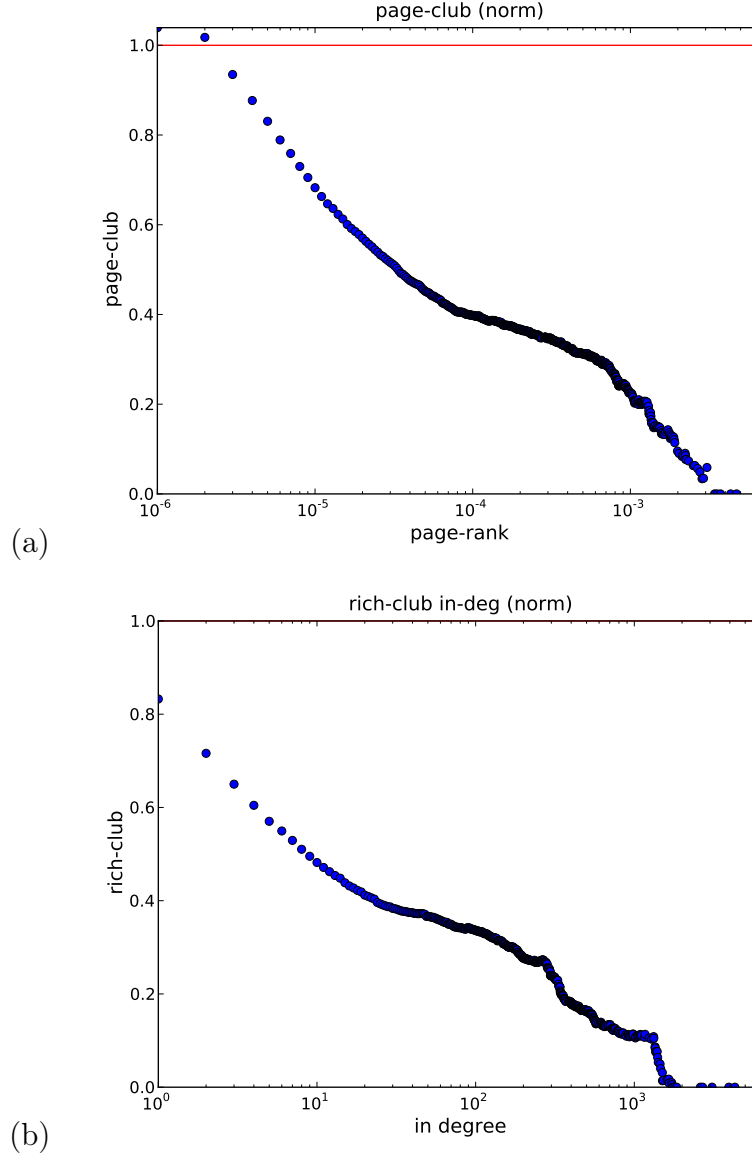 page-club (norm)
1.0
0.8
0.6
0.4
0.2
0.0
page-club
10^-6
10^-5
10^-4
10^-3
page-rank
(a)
rich-club in-deg (norm)
1.0
0.8
0.6
0.4
0.2
0.0
rich-club
10^0
10^1
10^2
10^3
in degree
(b)